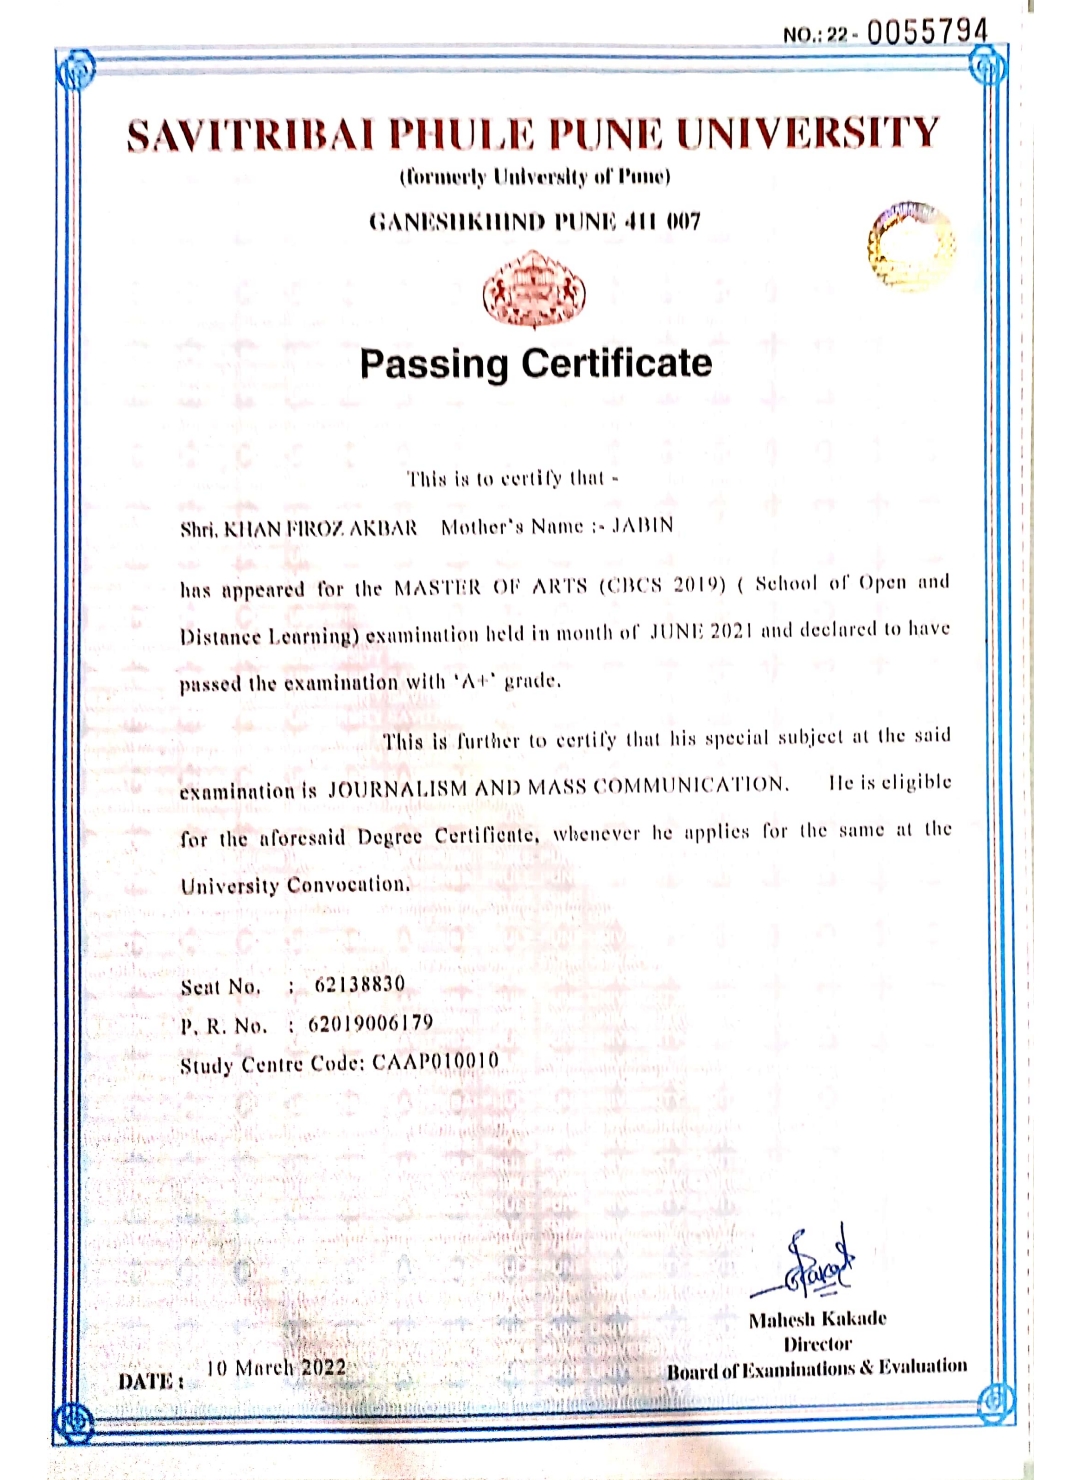 NO.: 22 - 0055794
SAVITRIBAI PHULE PUNE UNIVERSITY
(formerly University of Pune)
GANESHKHIND PUNE 411 007
Passing Certificate
This is to certify that -
Shri. KHAN FIROZ AKBAR Mother's Name :- JABIN
has appeared for the MASTER OF ARTS (CBCS 2019) ( School of Open and
Distance Learning) examination held in month of JUNE 2021 and declared to have
passed the examination with 'A+' grade.
This is further to certify that his special subject at the said
examination is JOURNALISM AND MASS COMMUNICATION. He is eligible
for the aforesaid Degree Certificate, whenever he applies for the same at the
University Convocation.
Seat No. : 62138830
P. R. No. : 62019006179
Study Centre Code: CAAP010010
Mahesh Kakade
Director
Board of Examinations & Evaluation
DATE : 10 March 2022